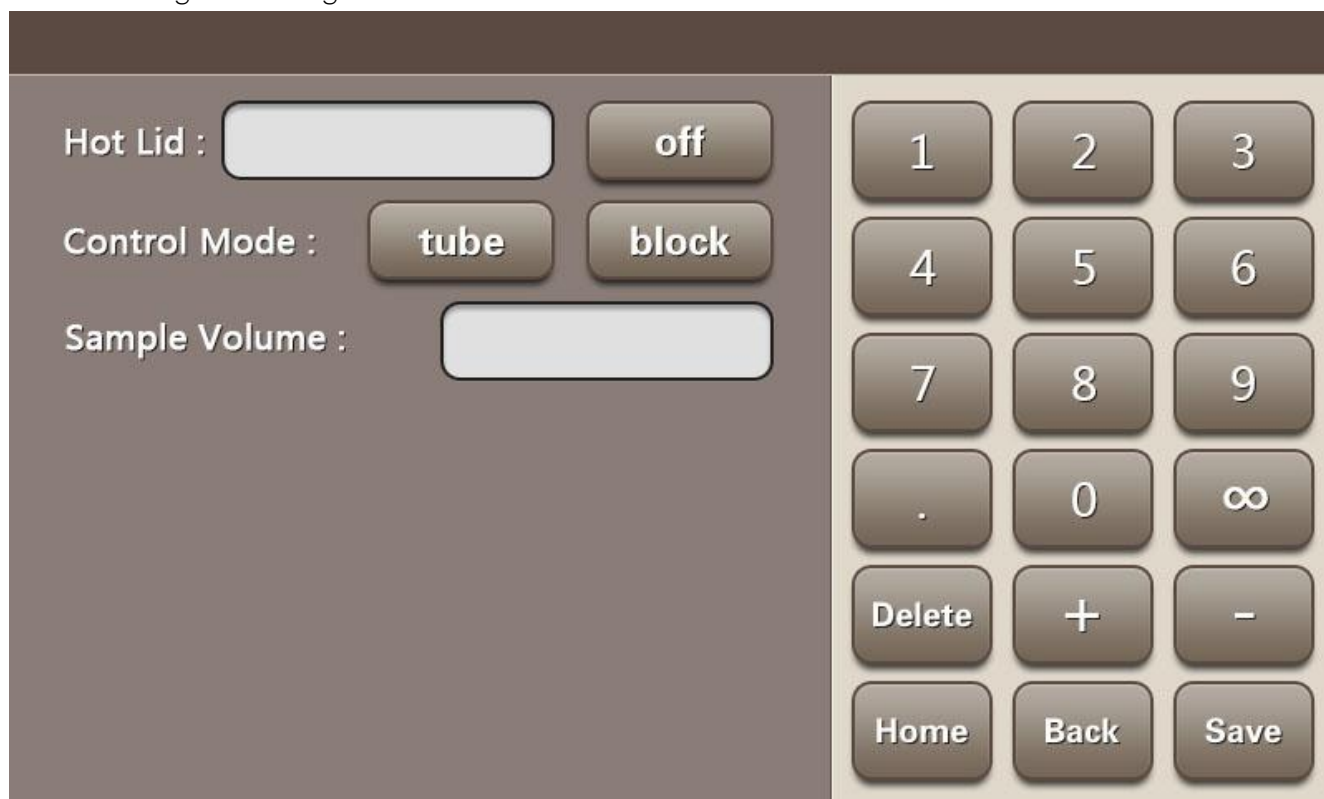 Hot Lid : off
Control Mode : tube block
Sample Volume :
1 2 3
4 5 6
7 8 9
. 0 ∞
Delete + -
Home Back Save